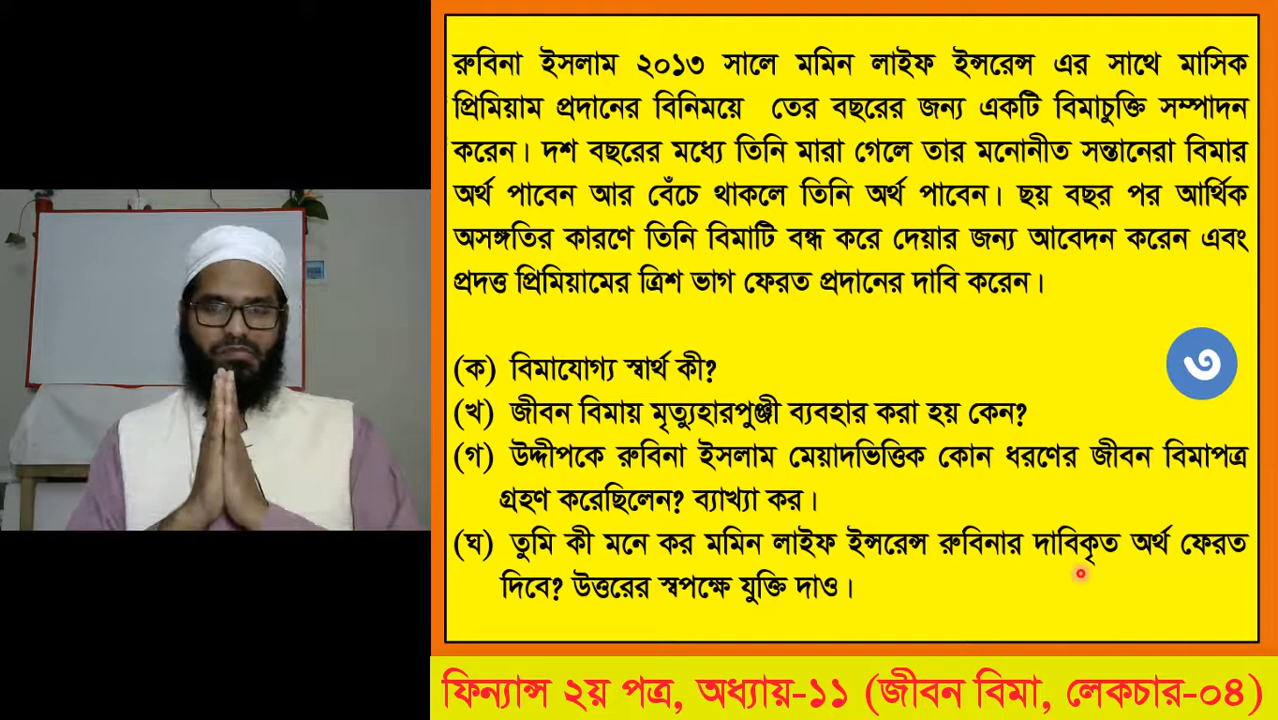 রুবিনা ইসলাম ২০১৩ সালে মমিন লাইফ ইন্সরেন্স এর সাথে মাসিক
প্রিমিয়াম প্রদানের বিনিময়ে তের বছরের জন্য একটি বিমাচুক্তি সম্পাদন
করেন। দশ বছরের মধ্যে তিনি মারা গেলে তার মনোনীত সন্তানেরা বিমার
অর্থ পাবেন আর বেঁচে থাকলে তিনি অর্থ পাবেন। ছয় বছর পর আর্থিক
অসঙ্গতির কারণে তিনি বিমাটি বন্ধ করে দেয়ার জন্য আবেদন করেন এবং
প্রদত্ত প্রিমিয়ামের ত্রিশ ভাগ ফেরত প্রদানের দাবি করেন।
(ক) বিমাযোগ্য স্বার্থ কী?
৩
(খ) জীবন বিমায় মৃত্যুহারপুঞ্জী ব্যবহার করা হয় কেন?
(গ) উদ্দীপকে রুবিনা ইসলাম মেয়াদভিত্তিক কোন ধরণের জীবন বিমাপত্র
গ্রহণ করেছিলেন? ব্যাখ্যা কর।
(ঘ) তুমি কী মনে কর মমিন লাইফ ইন্সরেন্স রুবিনার দাবিকৃত অর্থ ফেরত
দিবে? উত্তরের স্বপক্ষে যুক্তি দাও।
ফিন্যান্স ২য় পত্র, অধ্যায়-১১ (জীবন বিমা, লেকচার-০৪)